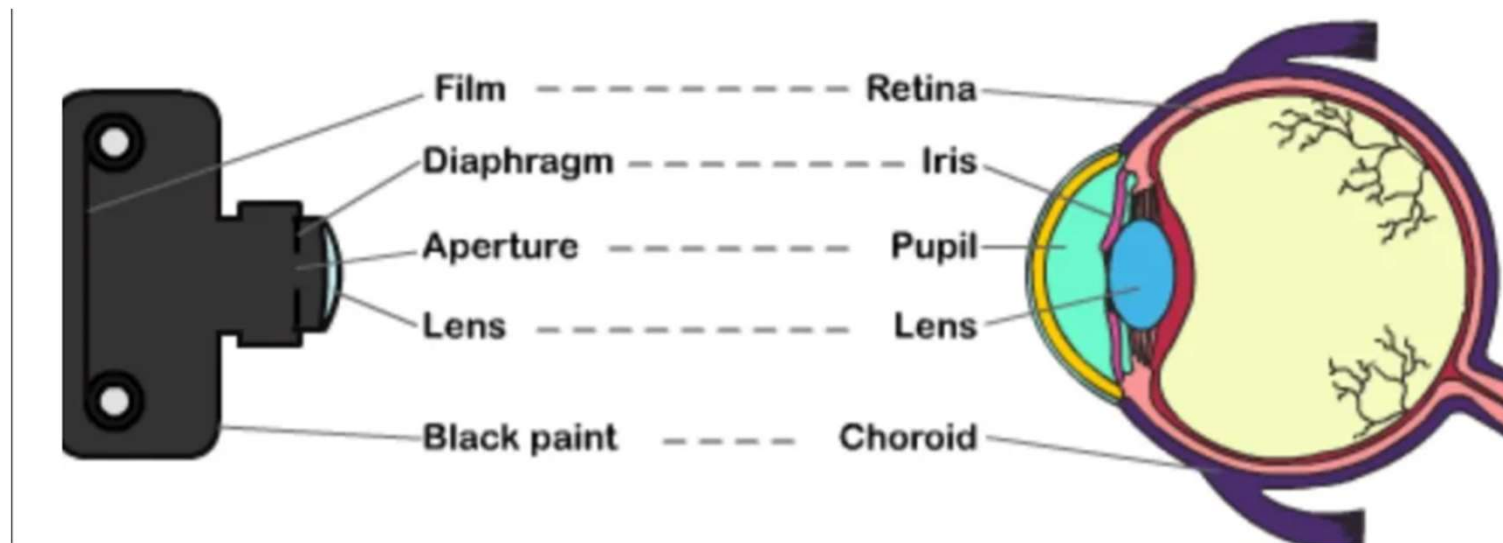 Film Retina
Diaphragm Iris
Aperture Pupil
Lens Lens
Black paint Choroid